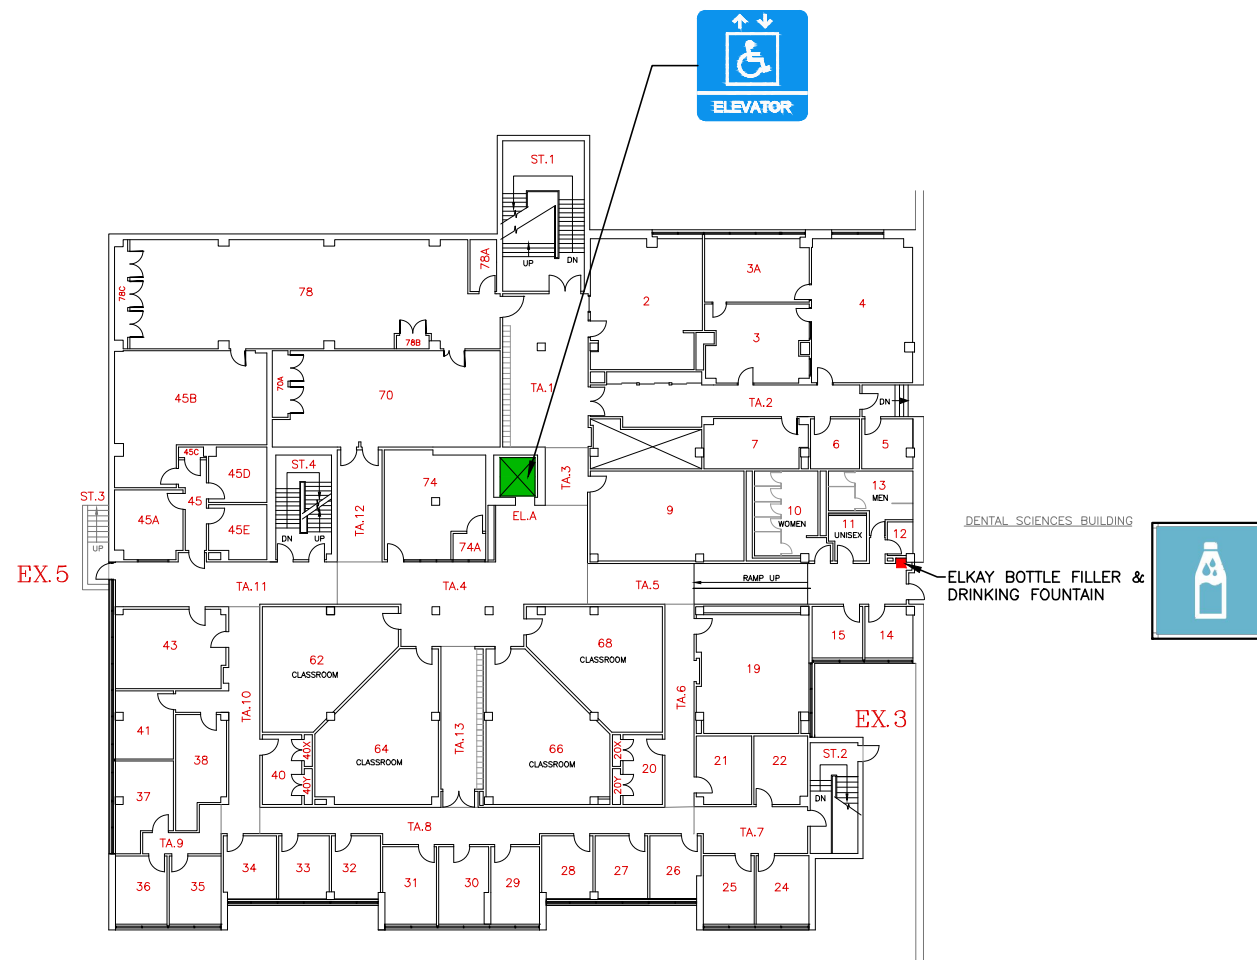 ELEVATOR
ST.1
UP
DN
78A
78
78C
78B
2
3A
3
4
70A
70
TA.1
TA.2
DN
45B
7
6
5
45C
45D
45
45A
45E
ST.4
DN
UP
74
74A
EL.A
TA.3
TA.12
9
10
WOMEN
13
MEN
11
UNISEX
12
ST.3
UP
EX.5
DENTAL SCIENCES BUILDING
ELKAY BOTTLE FILLER &
DRINKING FOUNTAIN
TA.11
TA.4
TA.5
RAMP UP
43
62
CLASSROOM
68
CLASSROOM
15
14
19
TA.10
TA.6
EX.3
41
38
64
CLASSROOM
TA.13
66
CLASSROOM
40
40X
40Y
20X
20Y
20
21
22
ST.2
DN
37
TA.9
TA.8
TA.7
36
35
34
33
32
31
30
29
28
27
26
25
24